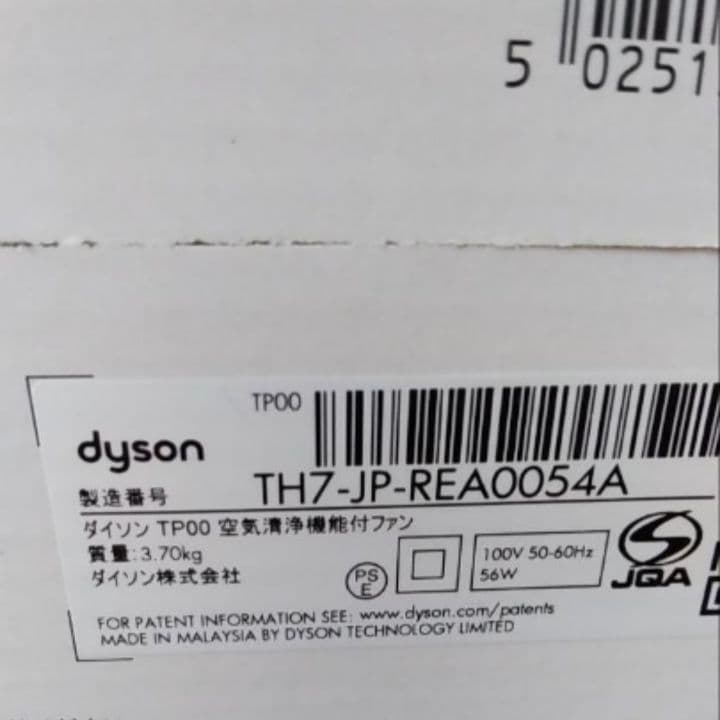 5 0251
TP00
dyson
製造番号 TH7-JP-REA0054A
ダイソン TP00 空気清浄機能付ファン
質量:3.70kg
ダイソン株式会社
PS
E
100V 50-60Hz
56W
JQA
FOR PATENT INFORMATION SEE: www.dyson.com/patents
MADE IN MALAYSIA BY DYSON TECHNOLOGY LIMITED